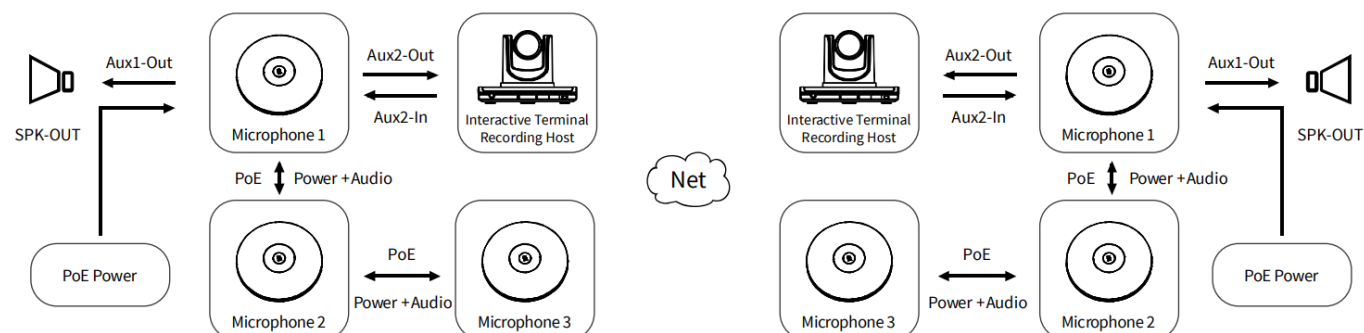 Aux1-Out
SPK-OUT
PoE Power
Microphone 1
Aux2-Out
Aux2-In
Interactive Terminal
Recording Host
PoE
Power +Audio
Microphone 2
PoE
Power +Audio
Microphone 3
Net
Interactive Terminal
Recording Host
Aux2-Out
Aux2-In
Microphone 1
Aux1-Out
SPK-OUT
PoE
Power +Audio
Microphone 3
PoE
Power +Audio
Microphone 2
PoE Power